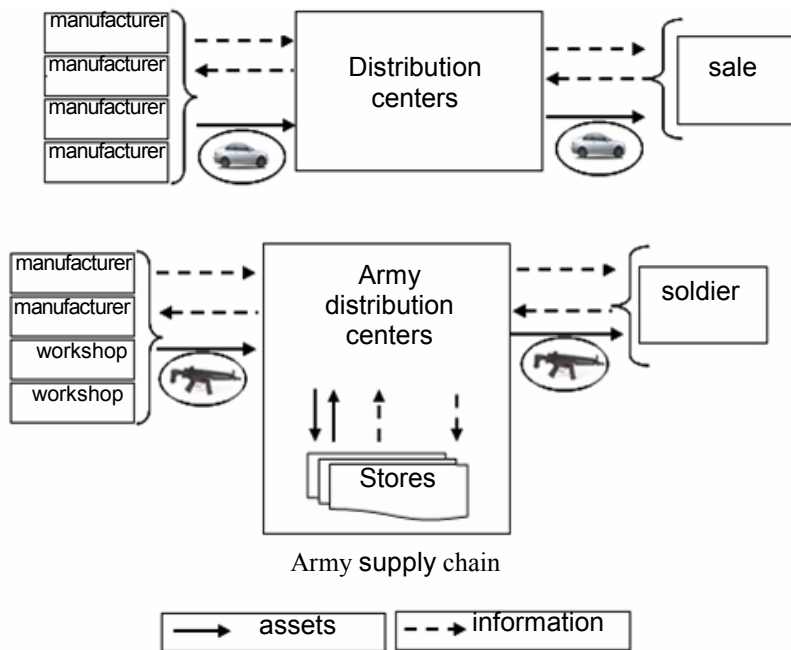 manufacturer
manufacturer
manufacturer
manufacturer
Distribution
centers
sale
manufacturer
manufacturer
workshop
workshop
Army
distribution
centers
Stores
soldier
Army supply chain
assets
information